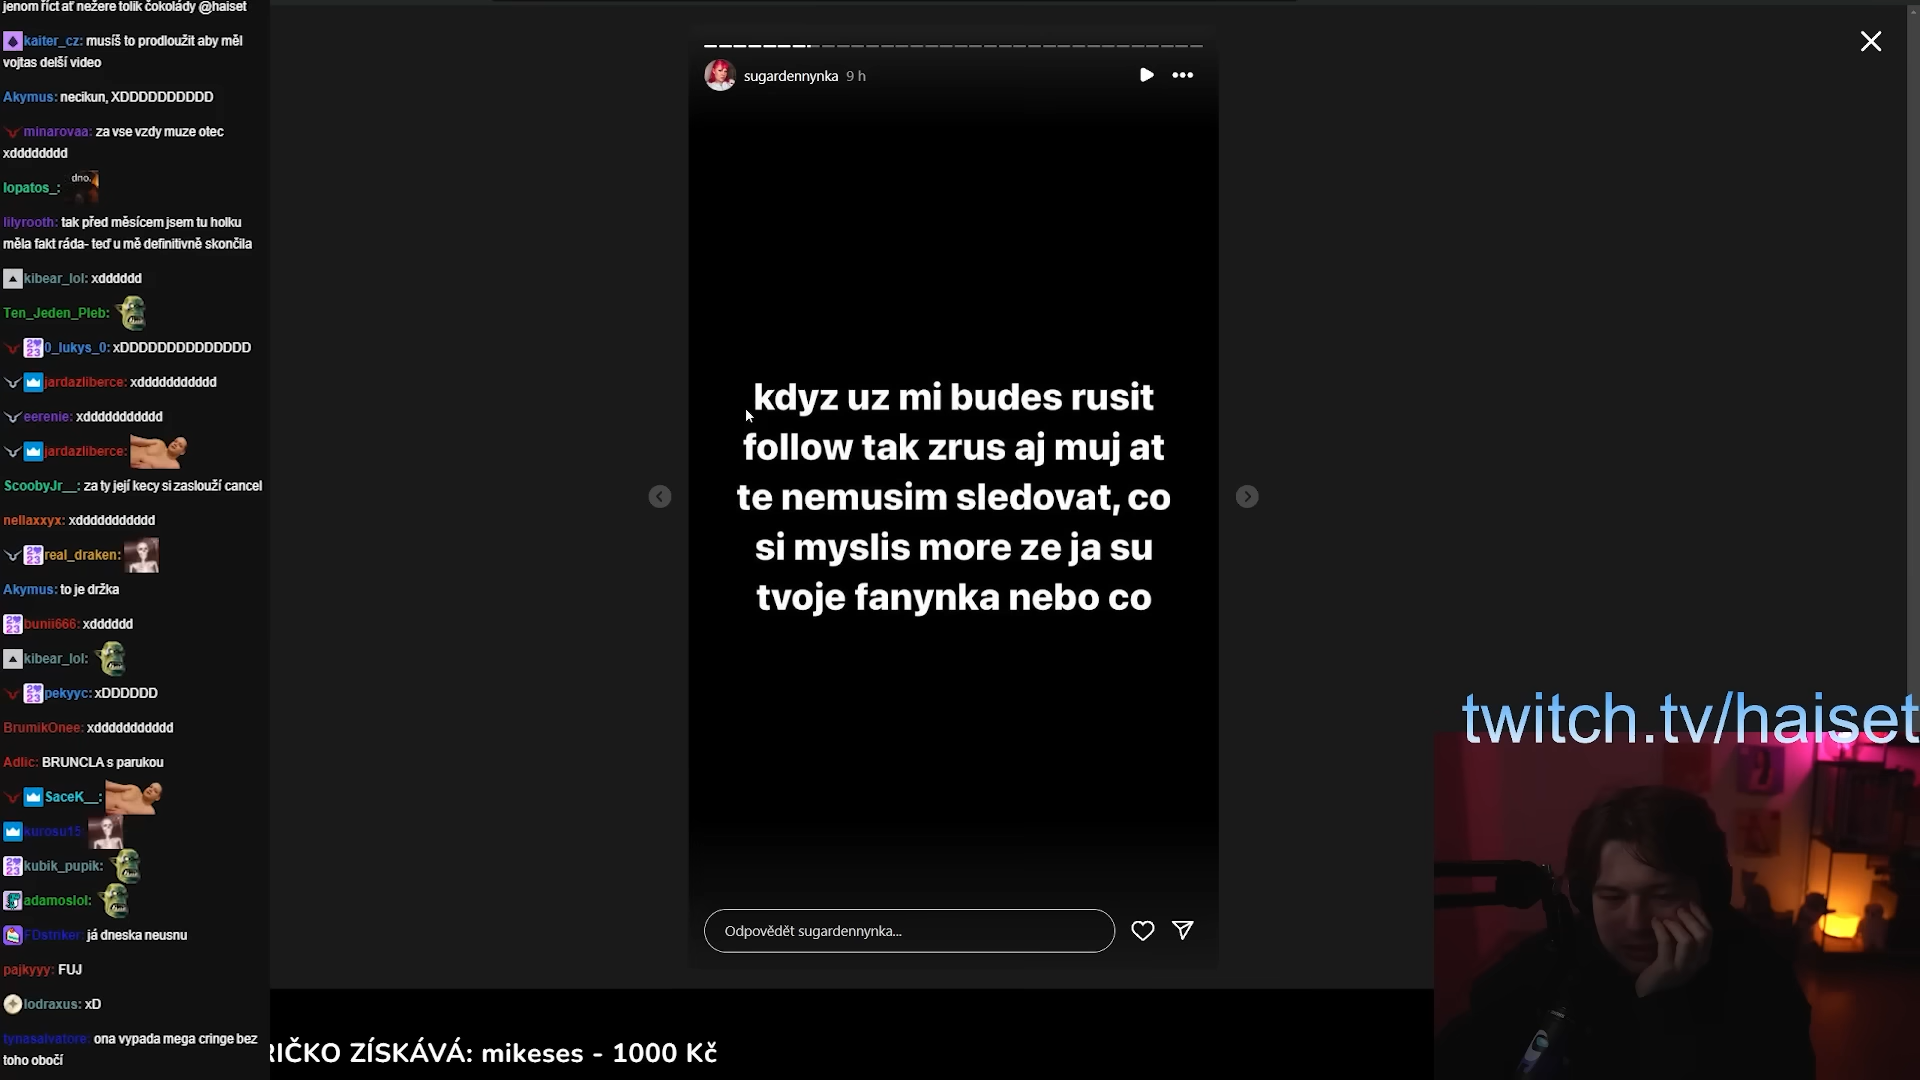 jenom říct ať nežere tolik čokolády @haiset
kaiter_cz: musíš to prodloužit aby měl
vojtas delší video
Akymus: necikun, XDDDDDDDDDD
minarovaa: za vse vzdy muze otec
xdddddddd
lopatos_: dno.
lilyrooth: tak před měsícem jsem tu holku
měla fakt ráda- teď u mě definitivně skončila
kibear_lol: xdddddd
Ten_Jeden_Pleb:
0_lukys_0: xDDDDDDDDDDDDDD
jardazliberce: xddddddddddd
eerenie: xddddddddddd
jardazliberce:
ScoobyJr__: za ty její kecy si zaslouží cancel
nellaxxyx: xddddddddddd
real_draken:
Akymus: to je držka
bunii666: xdddddd
kibear_lol:
pekyyc: xDDDDDD
BrumikOnee: xddddddddddd
Adlic: BRUNCLA s parukou
SaceK__:
kurosu15:
kubik_pupik:
adamoslol:
FDstriker: já dneska neusnu
pajkyyy: FUJ
lodraxus: xD
tynasalvatore: ona vypada mega cringe bez
toho obočí
sugardennynka 9 h
kdyz uz mi budes rusit
follow tak zrus aj muj at
te nemusim sledovat, co
si myslis more ze ja su
tvoje fanynka nebo co
Odpovědět sugardennynka...
twitch.tv/haiset
RIČKO ZÍSKÁVÁ: mikeses - 1000 Kč